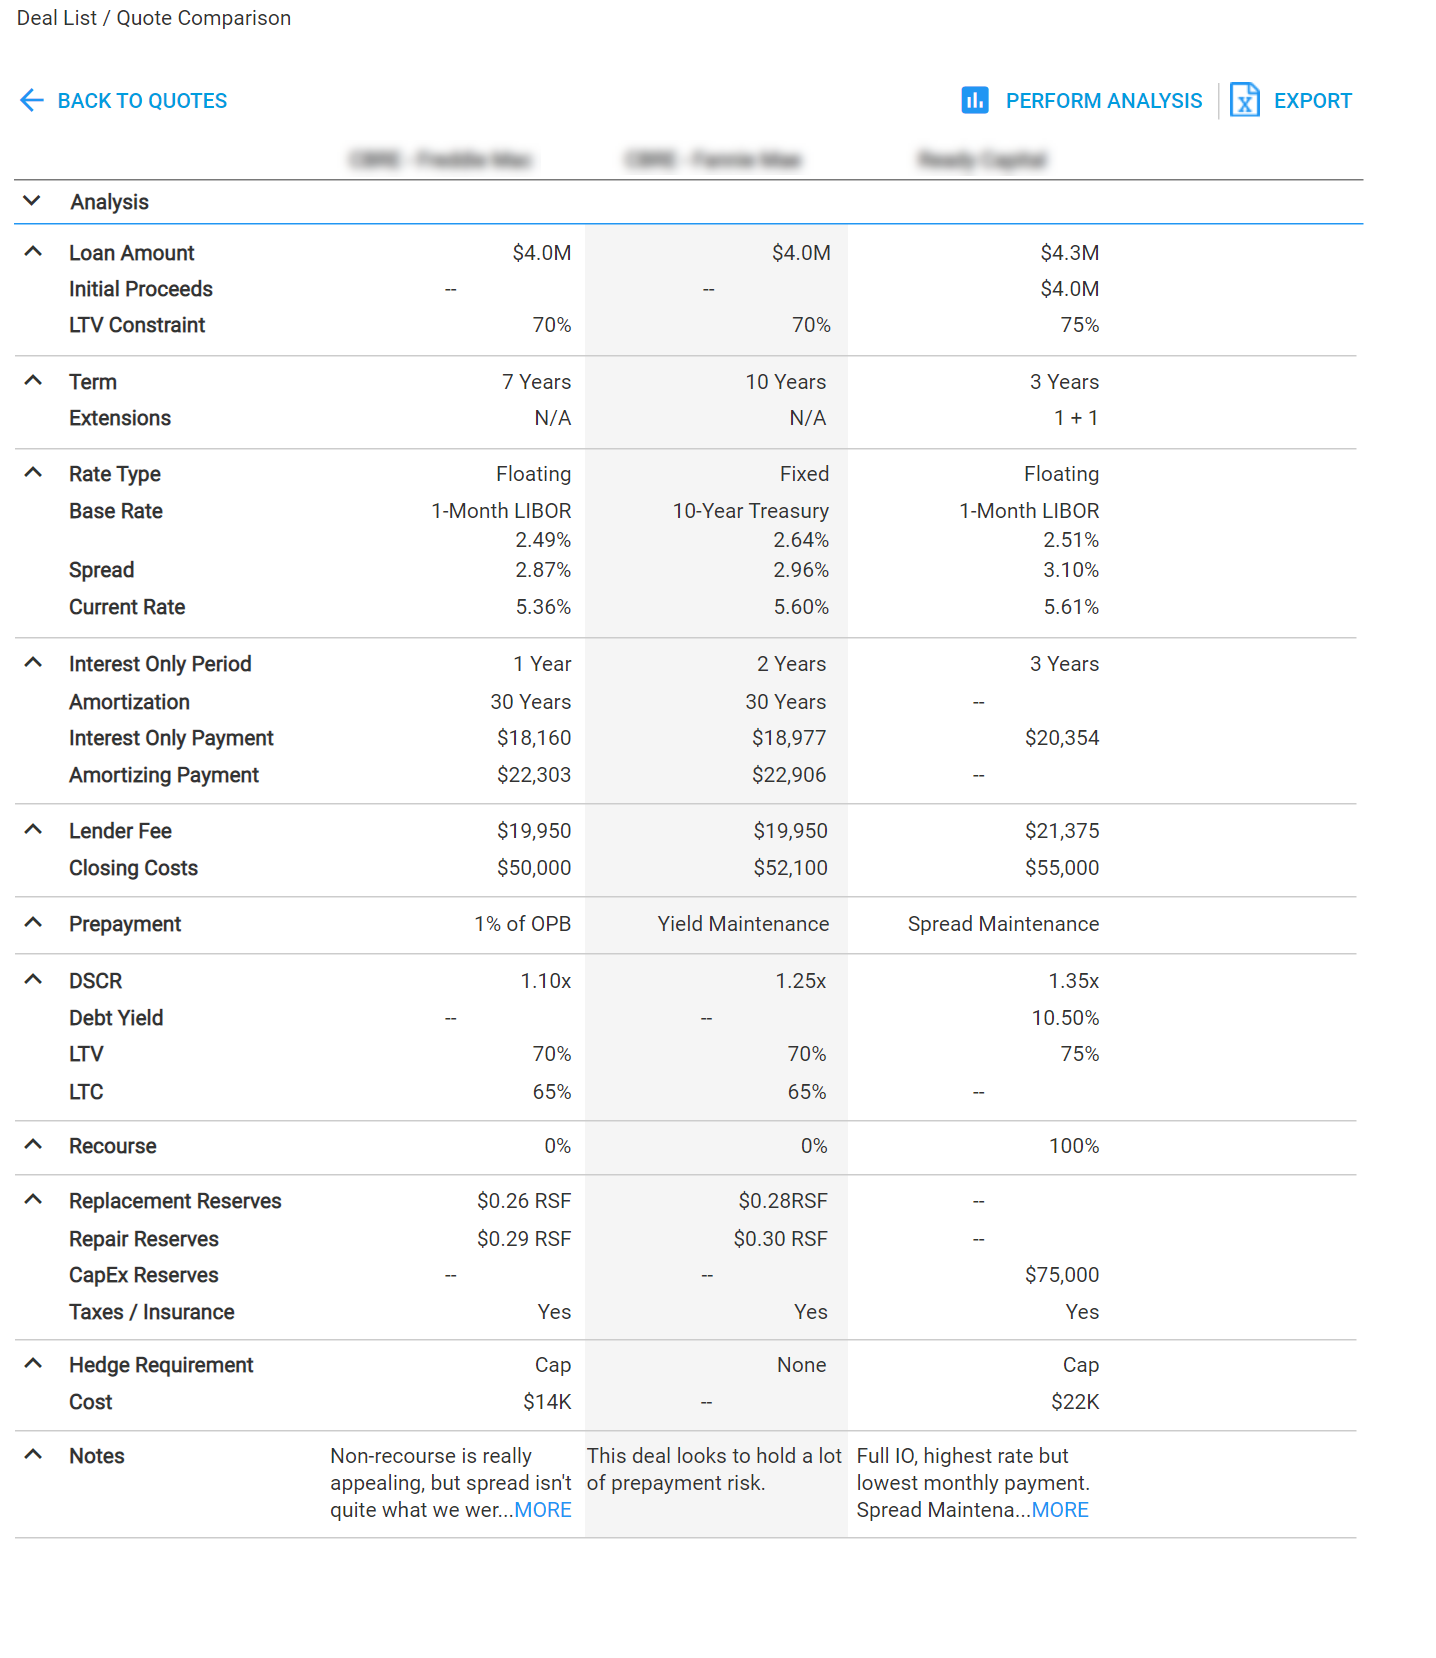 Deal List / Quote Comparison
BACK TO QUOTES PERFORM ANALYSIS EXPORT
Analysis
Loan Amount $4.0M $4.0M $4.3M
Initial Proceeds -- -- $4.0M
LTV Constraint 70% 70% 75%
Term 7 Years 10 Years 3 Years
Extensions N/A N/A 1 + 1
Rate Type Floating Fixed Floating
Base Rate 1-Month LIBOR 10-Year Treasury 1-Month LIBOR
2.49% 2.64% 2.51%
Spread 2.87% 2.96% 3.10%
Current Rate 5.36% 5.60% 5.61%
Interest Only Period 1 Year 2 Years 3 Years
Amortization 30 Years 30 Years --
Interest Only Payment $18,160 $18,977 $20,354
Amortizing Payment $22,303 $22,906 --
Lender Fee $19,950 $19,950 $21,375
Closing Costs $50,000 $52,100 $55,000
Prepayment 1% of OPB Yield Maintenance Spread Maintenance
DSCR 1.10x 1.25x 1.35x
Debt Yield -- -- 10.50%
LTV 70% 70% 75%
LTC 65% 65% --
Recourse 0% 0% 100%
Replacement Reserves $0.26 RSF $0.28RSF --
Repair Reserves $0.29 RSF $0.30 RSF --
CapEx Reserves -- -- $75,000
Taxes / Insurance Yes Yes Yes
Hedge Requirement Cap None Cap
Cost $14K -- $22K
Notes Non-recourse is really This deal looks to hold a lot Full IO, highest rate but
appealing, but spread isn't of prepayment risk. lowest monthly payment.
quite what we wer...MORE Spread Maintena...MORE